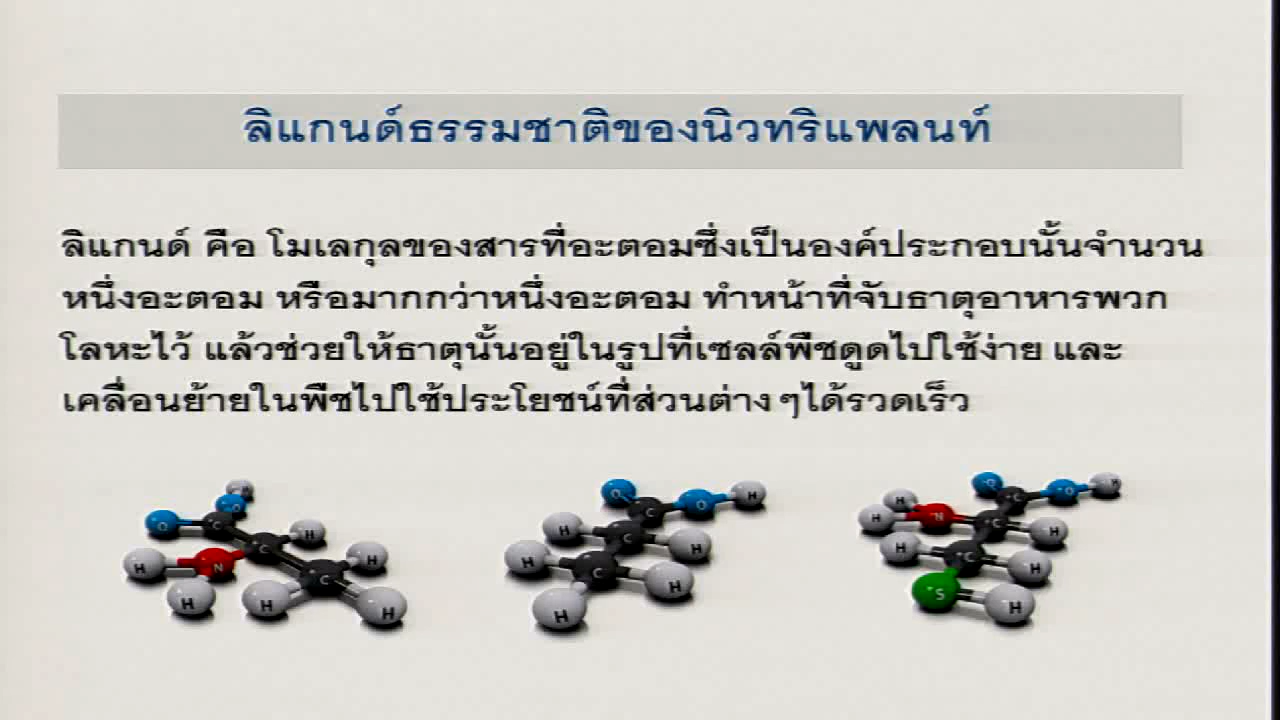 ลิแกนด์ธรรมชาติของนิวทริแพลนท์
ลิแกนด์ คือ โมเลกุลของสารที่อะตอมซึ่งเป็นองค์ประกอบนั้นจำนวน
หนึ่งอะตอม หรือมากกว่าหนึ่งอะตอม ทำหน้าที่จับธาตุอาหารพวก
โลหะไว้ แล้วช่วยให้ธาตุนั้นอยู่ในรูปที่เซลล์พืชดูดไปใช้ง่าย และ
เคลื่อนย้ายในพืชไปใช้ประโยชน์ที่ส่วนต่าง ๆได้รวดเร็ว
H O O C H H N C C H H H H
O C O H H C H H C H H
O C O H H H N C H H C H S H